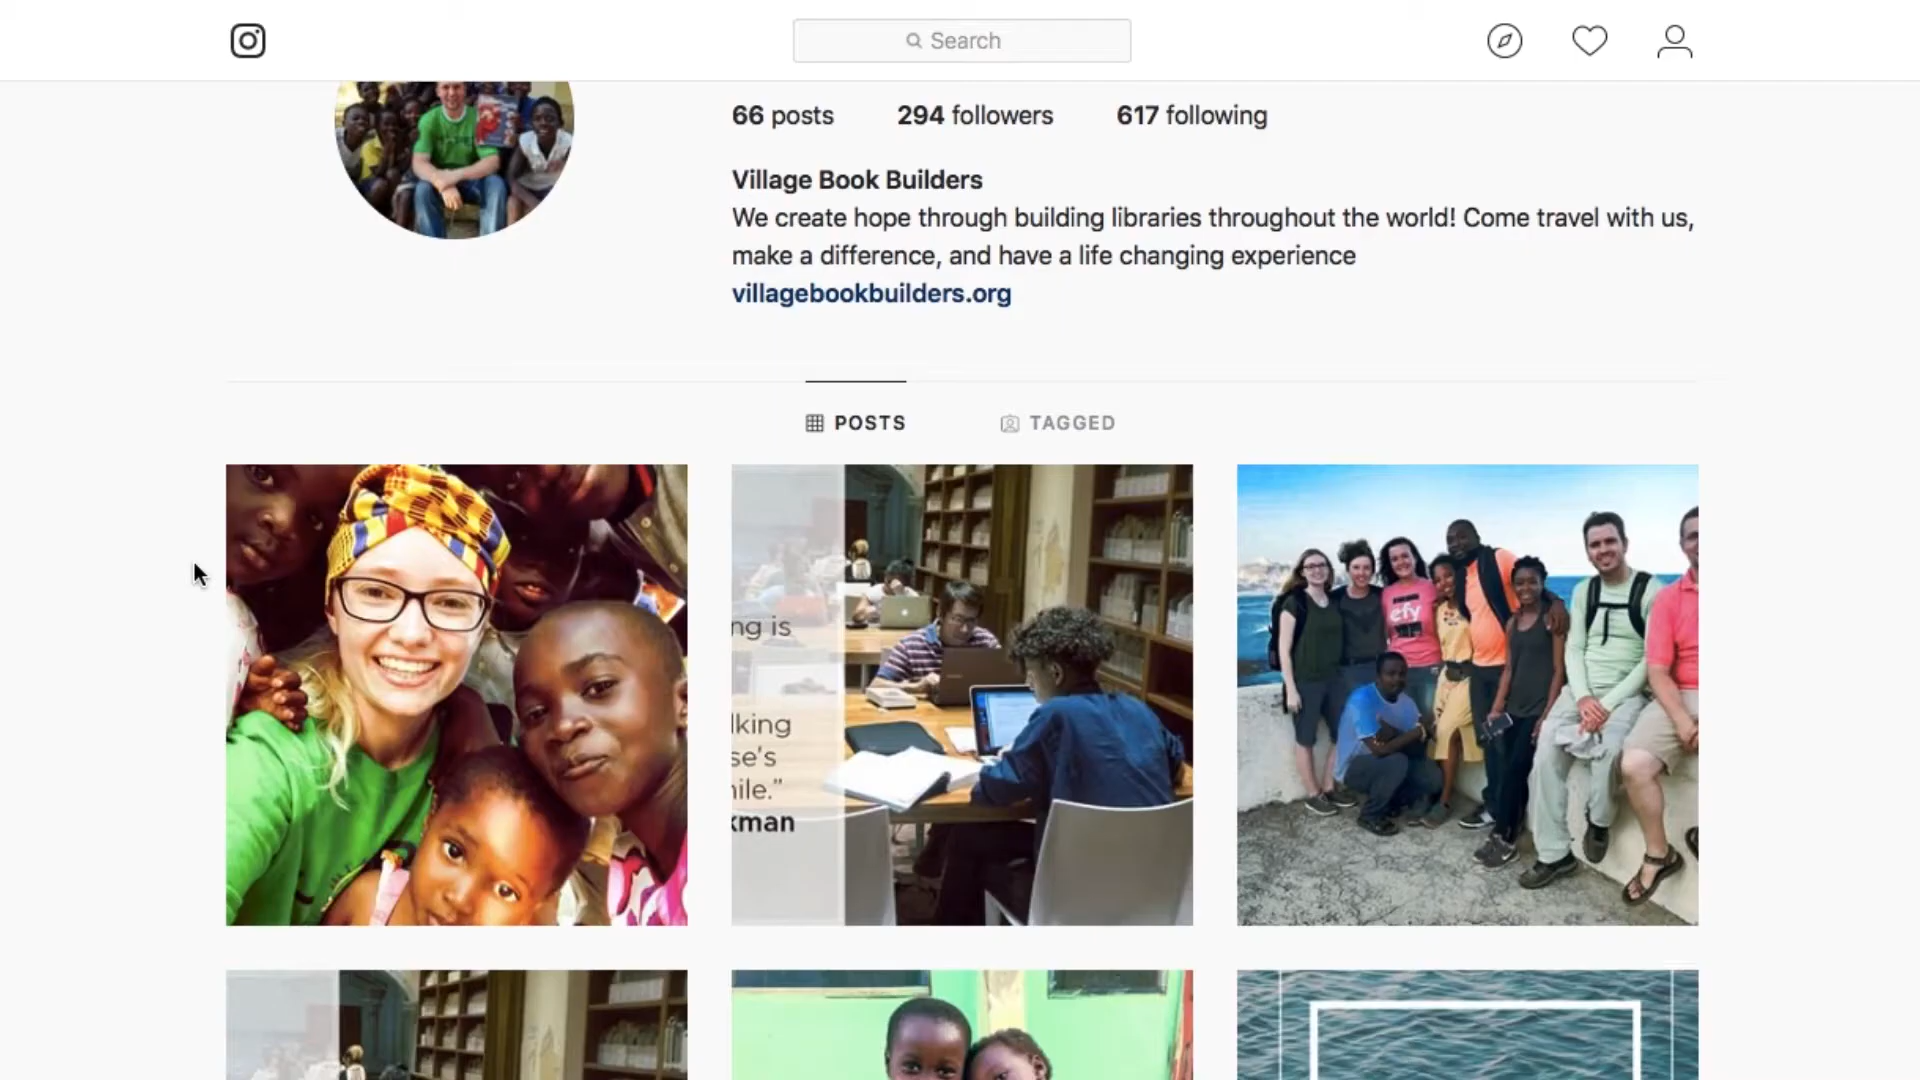 Search
66 posts 294 followers 617 following
Village Book Builders
We create hope through building libraries throughout the world! Come travel with us,
make a difference, and have a life changing experience
villagebookbuilders.org
POSTS TAGGED
ng is
lking
se's
ile.”
kman
efy